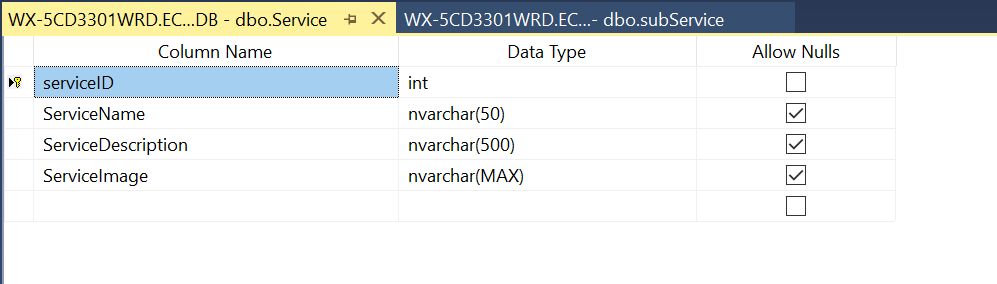 WX-5CD3301WRD.EC...DB - dbo.Service WX-5CD3301WRD.EC...- dbo.subService
Column Name Data Type Allow Nulls
serviceID int
ServiceName nvarchar(50)
ServiceDescription nvarchar(500)
ServiceImage nvarchar(MAX)